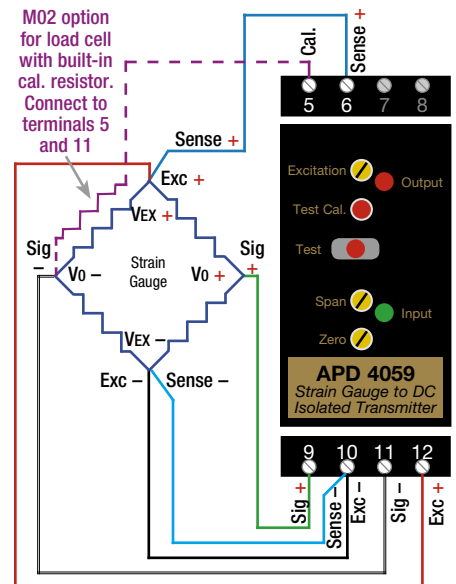 M02 option
for load cell
with built-in
cal. resistor.
Connect to
terminals 5
and 11
Cal.
Sense +
5 6 7 8
Sense +
Exc +
VEX +
Sig
–
Vo –
Strain
Gauge
Vo +
Sig
+
VEX –
Exc –
Sense –
Excitation
Output
Test Cal.
Test
Span
Input
Zero
APD 4059
Strain Gauge to DC
Isolated Transmitter
9 10 11 12
Sig +
Sense –
Exc –
Sig –
Exc +